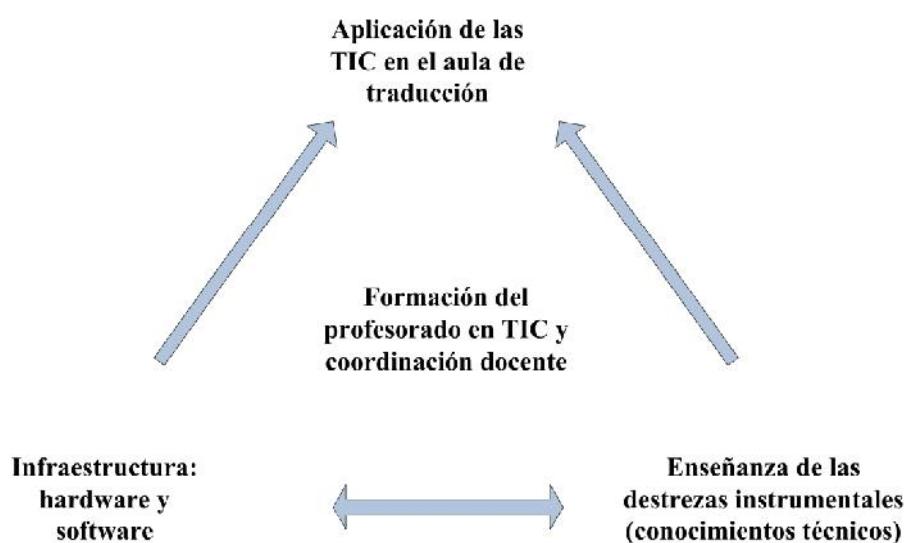 Aplicación de las
TIC en el aula de
traducción
Formación del
profesorado en TIC y
coordinación docente
Infraestructura:
hardware y
software
Enseñanza de las
destrezas instrumentales
(conocimientos técnicos)